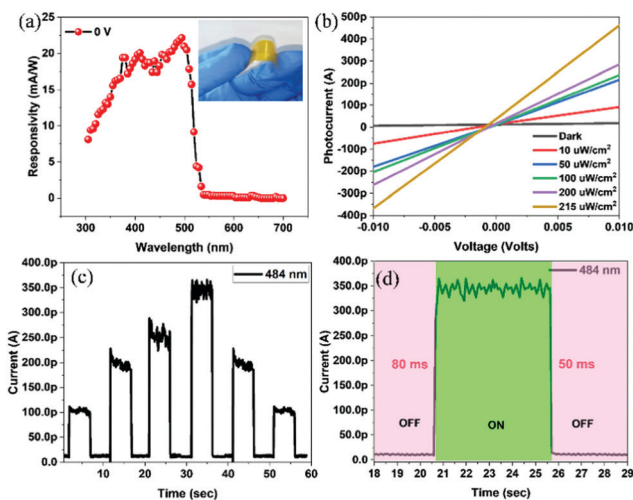 (a)
0 V
Responsivity (mA/W)
25
20
15
10
5
0
300 400 500 600 700
Wavelength (nm)
(b)
Photocurrent (A)
500p
400p
300p
200p
100p
0
-100p
-200p
-300p
400p
Dark
10 uW/cm²
50 uW/cm²
100 uW/cm²
200 uW/cm²
215 uW/cm²
-0.010 -0.005 0.000 0.005 0.010
Voltage (Volts)
(c)
484 nm
Current (A)
400.0p
350.0p
300.0p
250.0p
200.0p
150.0p
100.0p
50.0p
0.0
0 10 20 30 40 50 60
Time (sec)
(d)
484 nm
Current (A)
400.0p
350.0p
300.0p
250.0p
200.0p
150.0p
100.0p
50.0p
0.0
80 ms
50 ms
OFF
ON
OFF
18 19 20 21 22 23 24 25 26 27 28 29
Time (sec)